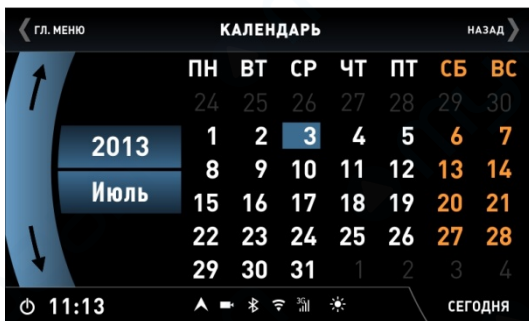 ГЛ. МЕНЮ КАЛЕНДАРЬ НАЗАД
ПН ВТ СР ЧТ ПТ СБ ВС
24 25 26 27 28 29 30
2013
1 2 3 4 5 6 7
8 9 10 11 12 13 14
Июль
15 16 17 18 19 20 21
22 23 24 25 26 27 28
29 30 31 1 2 3 4
11:13 3G СЕГОДНЯ